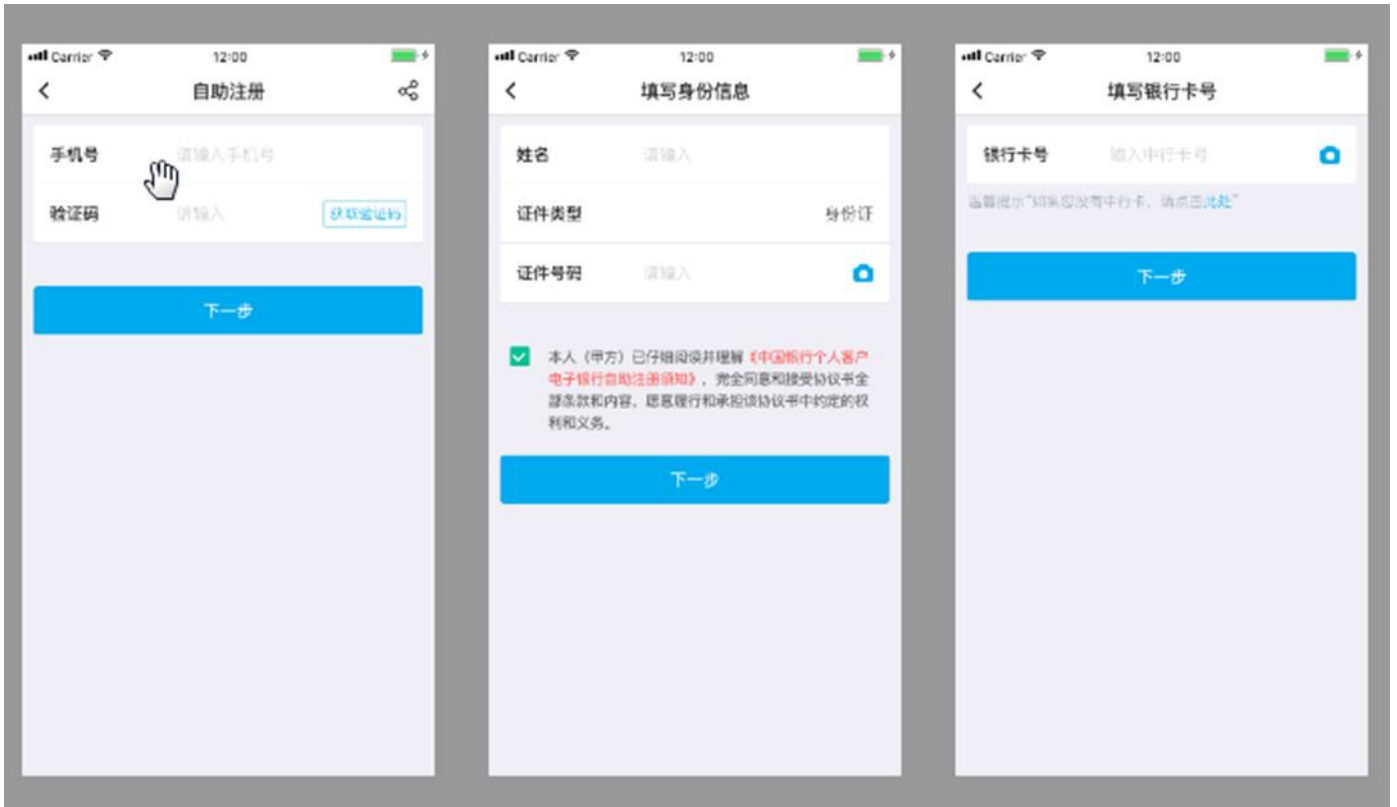 Carrier
12:00
自助注册
手机号
请输入手机号
验证码
请输入
获取验证码
下一步
Carrier
12:00
填写身份信息
姓名
请输入
证件类型
身份证
证件号码
请输入
本人（甲方）已仔细阅读并理解《中国银行个人客户
电子银行自助注册须知》，完全同意和接受协议书全
部条款和内容，愿意履行和承担该协议书中约定的权
利和义务。
下一步
Carrier
12:00
填写银行卡号
银行卡号
输入中行卡号
温馨提示“如果您没有中行卡，请点击此处”
下一步